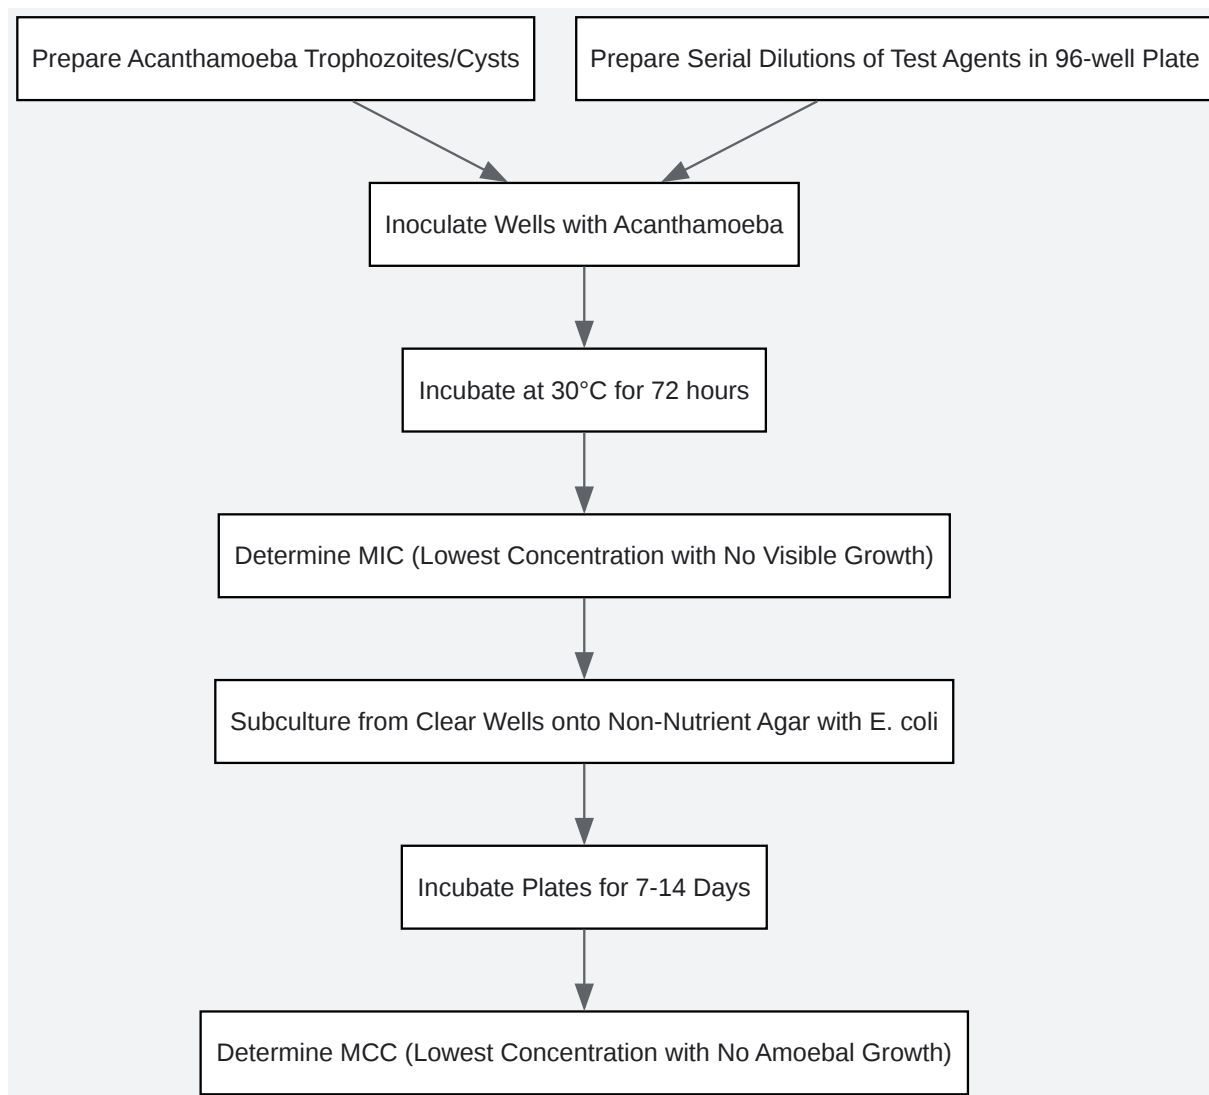 Prepare Acanthamoeba Trophozoites/Cysts
Prepare Serial Dilutions of Test Agents in 96-well Plate
Inoculate Wells with Acanthamoeba
Incubate at 30°C for 72 hours
Determine MIC (Lowest Concentration with No Visible Growth)
Subculture from Clear Wells onto Non-Nutrient Agar with E. coli
Incubate Plates for 7-14 Days
Determine MCC (Lowest Concentration with No Amoebal Growth)